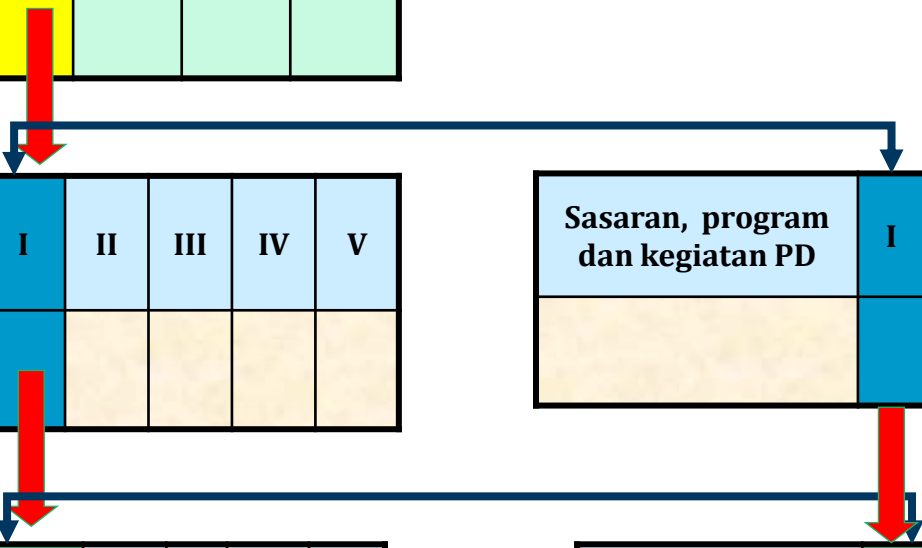 I II III IV V
Sasaran, program
dan kegiatan PD
I